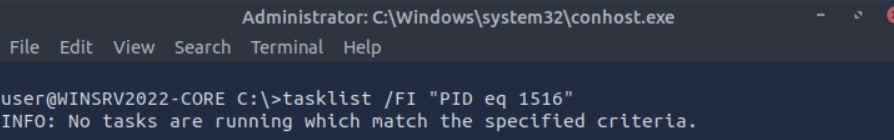 Administrator: C:\Windows\system32\conhost.exe
File Edit View Search Terminal Help
user@WINSRV2022-CORE C:\>tasklist /FI "PID eq 1516"
INFO: No tasks are running which match the specified criteria.